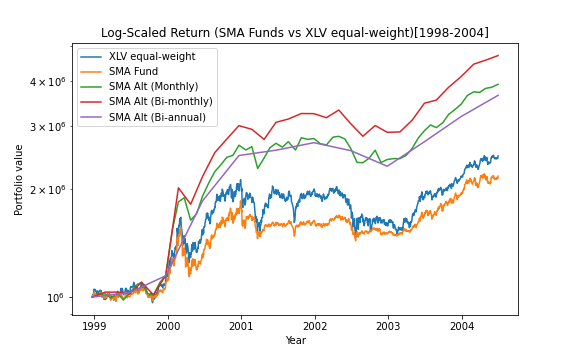 Log-Scaled Return (SMA Funds vs XLV equal-weight)[1998-2004]
XLV equal-weight
SMA Fund
SMA Alt (Monthly)
SMA Alt (Bi-monthly)
SMA Alt (Bi-annual)
4 × 10⁶
3 × 10⁶
2 × 10⁶
10⁶
Portfolio value
1999 2000 2001 2002 2003 2004
Year